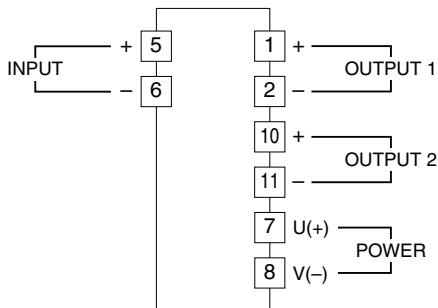 + 5
INPUT
– 6
1 +
OUTPUT 1
2 –
10 +
OUTPUT 2
11 –
7 U(+)
POWER
8 V(–)